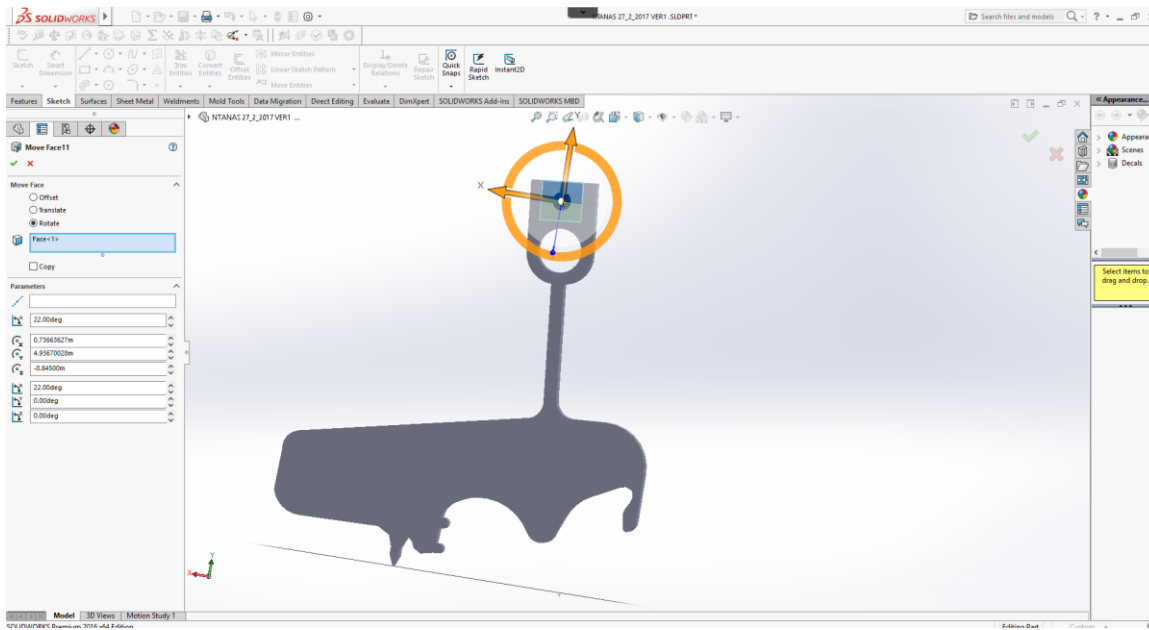 SOLIDWORKS
NTANAS 27_2_2017 VER1 .SLDPRT *
Search files and models
Sketch
Smart Dimension
Trim Entities
Convert Entities
Offset Entities
Mirror Entities
Linear Sketch Pattern
Move Entities
Display/Delete Relations
Repair Sketch
Quick Snaps
Rapid Sketch
Instant2D
Features Sketch Surfaces Sheet Metal Weldments Mold Tools Data Migration Direct Editing Evaluate DimXpert SOLIDWORKS Add-Ins SOLIDWORKS MBD
NTANAS 27_2_2017 VER1 ...
Move Face11
Move Face
Offset
Translate
Rotate
Face<1>
Copy
Parameters
22.00deg
0.73663627m
4.93670028m
-0.84500m
22.00deg
0.00deg
0.00deg
Y
X
Y
X
Appearance...
Appear
Scenes
Decals
Select items to
drag and drop.
Model 3D Views Motion Study 1
SOLIDWORKS Premium 2016 x64 Edition
Editing Part
Custom